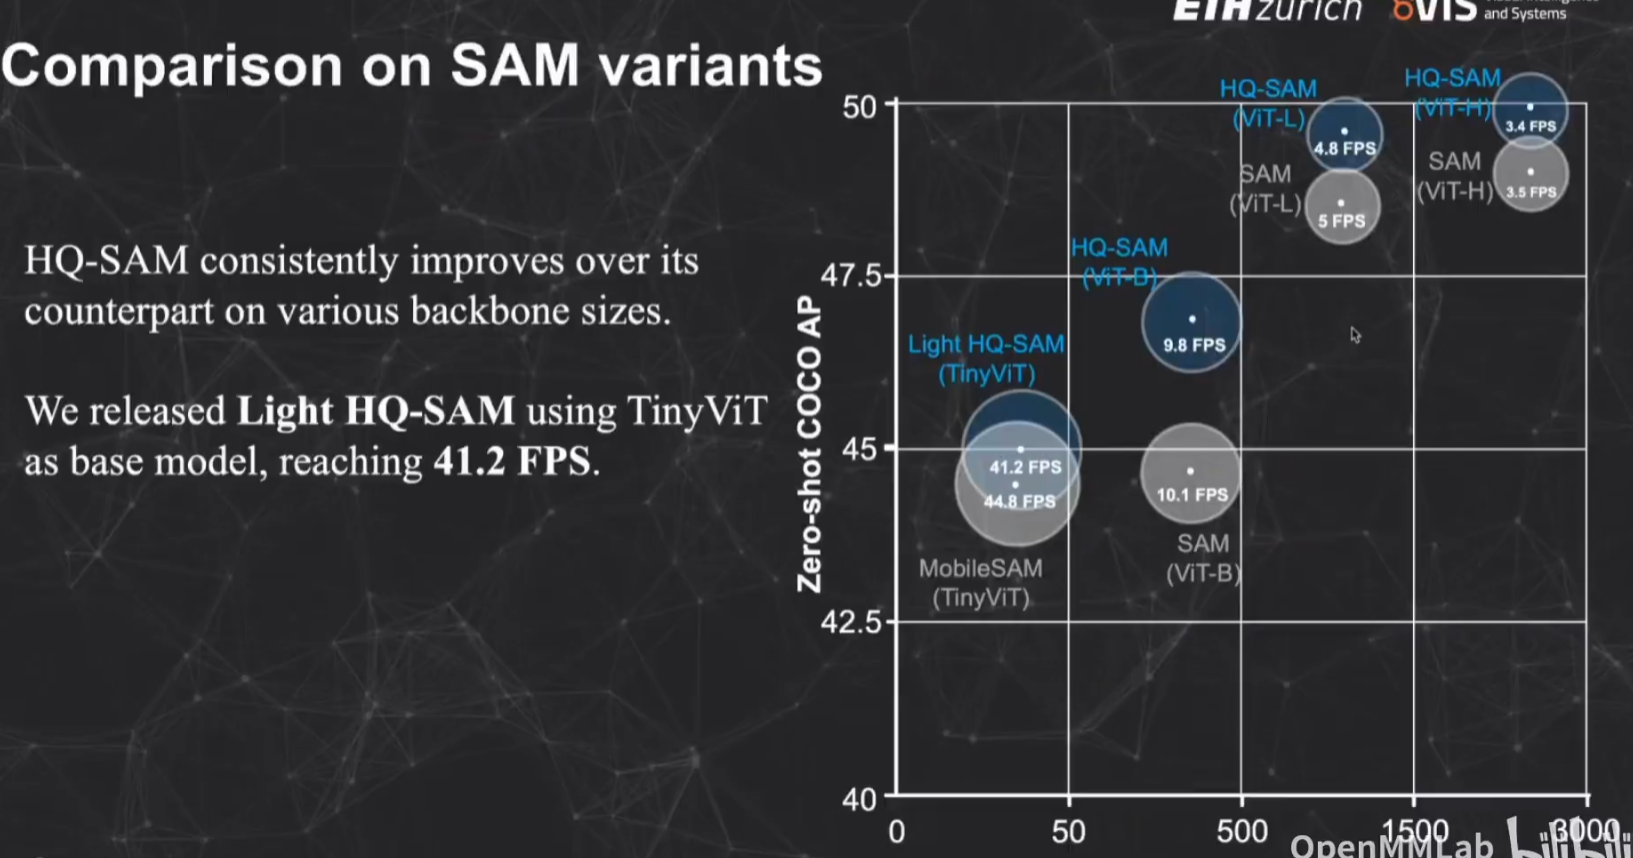 ETH zürich
VIS
and Systems
Comparison on SAM variants
HQ-SAM consistently improves over its
counterpart on various backbone sizes.
We released Light HQ-SAM using TinyViT
as base model, reaching 41.2 FPS.
Zero-shot COCO AP
50
47.5
45
42.5
40
0
50
500
1500
3000
HQ-SAM
(ViT-L)
4.8 FPS
HQ-SAM
(ViT-H)
3.4 FPS
SAM
(ViT-L)
5 FPS
SAM
(ViT-H)
3.5 FPS
HQ-SAM
(ViT-B)
9.8 FPS
Light HQ-SAM
(TinyViT)
41.2 FPS
44.8 FPS
MobileSAM
(TinyViT)
10.1 FPS
SAM
(ViT-B)
OpenMMLab bilibili